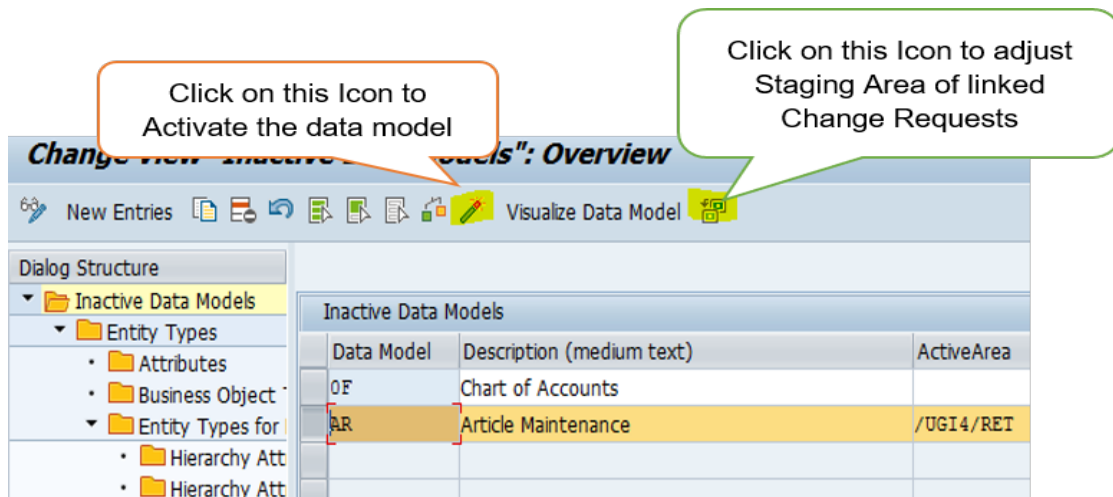 Click on this Icon to
Activate the data model
Click on this Icon to adjust
Staging Area of linked
Change Requests
Change View "Inactive Models": Overview
New Entries
Visualize Data Model
Dialog Structure
Inactive Data Models
Entity Types
Attributes
Business Object
Entity Types for
Hierarchy Att
Hierarchy Att
Inactive Data Models
Data Model Description (medium text) ActiveArea
0F Chart of Accounts
AR Article Maintenance /UGI4/RET